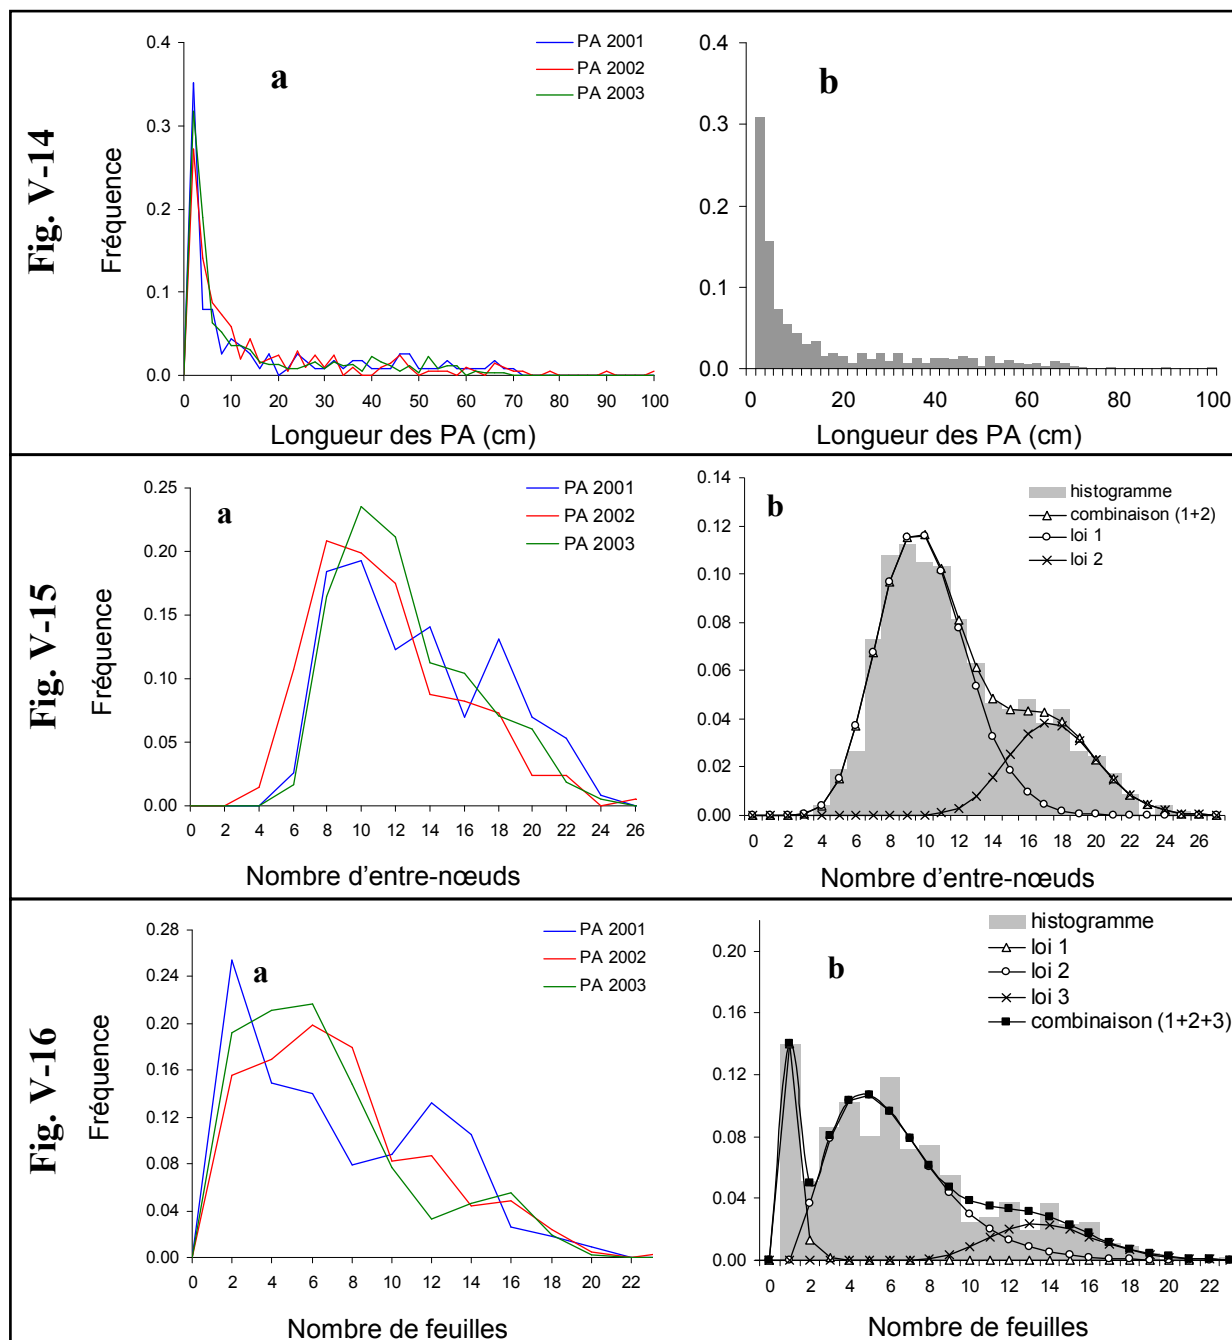 Fig. V-14
a
PA 2001
PA 2002
PA 2003
Fréquence
0.4
0.3
0.2
0.1
0.0
0 10 20 30 40 50 60 70 80 90 100
Longueur des PA (cm)
b
0.4
0.3
0.2
0.1
0.0
0 20 40 60 80 100
Longueur des PA (cm)
Fig. V-15
a
PA 2001
PA 2002
PA 2003
Fréquence
0.25
0.20
0.15
0.10
0.05
0.00
0 2 4 6 8 10 12 14 16 18 20 22 24 26
Nombre d'entre-nœuds
b
histogramme
combinaison (1+2)
loi 1
loi 2
0.14
0.12
0.10
0.08
0.06
0.04
0.02
0.00
0 2 4 6 8 10 12 14 16 18 20 22 24 26
Nombre d'entre-nœuds
Fig. V-16
a
PA 2001
PA 2002
PA 2003
Fréquence
0.28
0.24
0.20
0.16
0.12
0.08
0.04
0.00
0 2 4 6 8 10 12 14 16 18 20 22
Nombre de feuilles
b
histogramme
loi 1
loi 2
loi 3
combinaison (1+2+3)
0.20
0.16
0.12
0.08
0.04
0.00
0 2 4 6 8 10 12 14 16 18 20 22
Nombre de feuilles